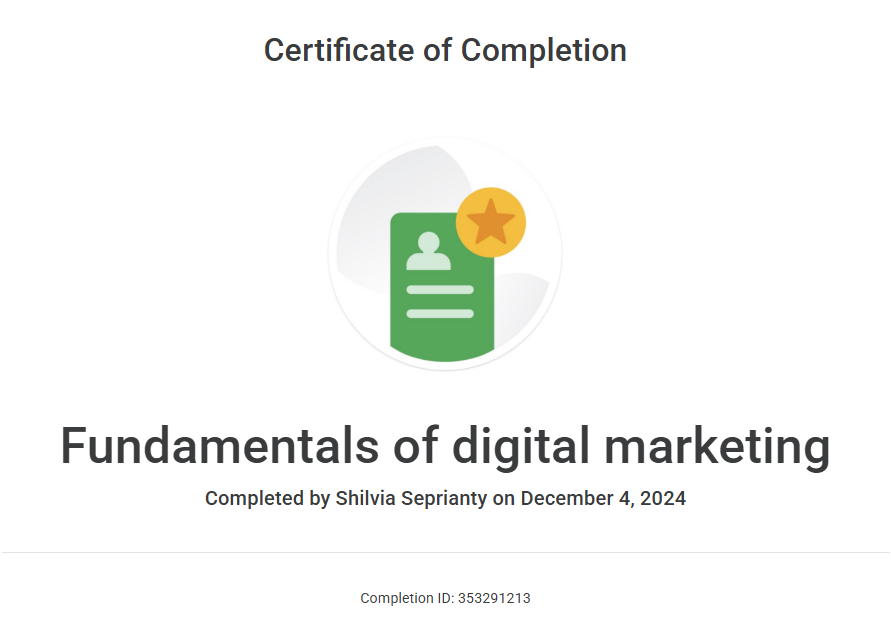 Certificate of Completion
Fundamentals of digital marketing
Completed by Shilvia Seprianty on December 4, 2024
Completion ID: 353291213